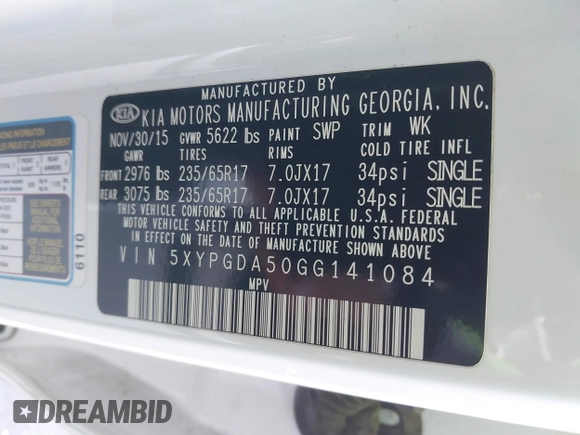 MANUFACTURED BY
KIA KIA MOTORS MANUFACTURING GEORGIA, INC.
NOV/30/15 GVWR 5622 lbs PAINT SWP TRIM WK
GAWR TIRES RIMS COLD TIRE INFL
FRONT 2976 lbs 235/65R17 7.0JX17 34psi SINGLE
REAR 3075 lbs 235/65R17 7.0JX17 34psi SINGLE
THIS VEHICLE CONFORMS TO ALL APPLICABLE U.S.A. FEDERAL
MOTOR VEHICLE SAFETY AND THEFT PREVENTION STANDARDS
IN EFFECT ON THE DATE OF MANUFACTURE SHOWN ABOVE.
VIN 5XYPGDA50GG141084
MPV
6110
DREAMBID